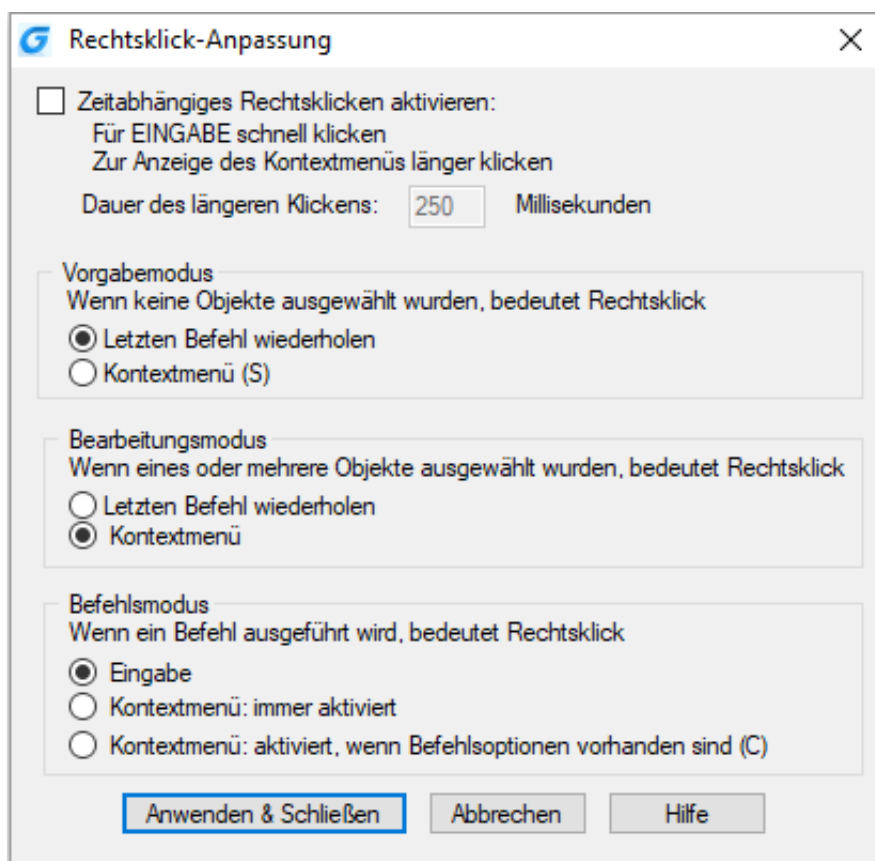 G Rechtsklick-Anpassung
Zeitabhängiges Rechtsklicken aktivieren:
Für EINGABE schnell klicken
Zur Anzeige des Kontextmenüs länger klicken
Dauer des längeren Klickens: 250 Millisekunden
Vorgabemodus
Wenn keine Objekte ausgewählt wurden, bedeutet Rechtsklick
Letzten Befehl wiederholen
Kontextmenü (S)
Bearbeitungsmodus
Wenn eines oder mehrere Objekte ausgewählt wurden, bedeutet Rechtsklick
Letzten Befehl wiederholen
Kontextmenü
Befehlsmodus
Wenn ein Befehl ausgeführt wird, bedeutet Rechtsklick
Eingabe
Kontextmenü: immer aktiviert
Kontextmenü: aktiviert, wenn Befehlsoptionen vorhanden sind (C)
Anwenden & Schließen Abbrechen Hilfe